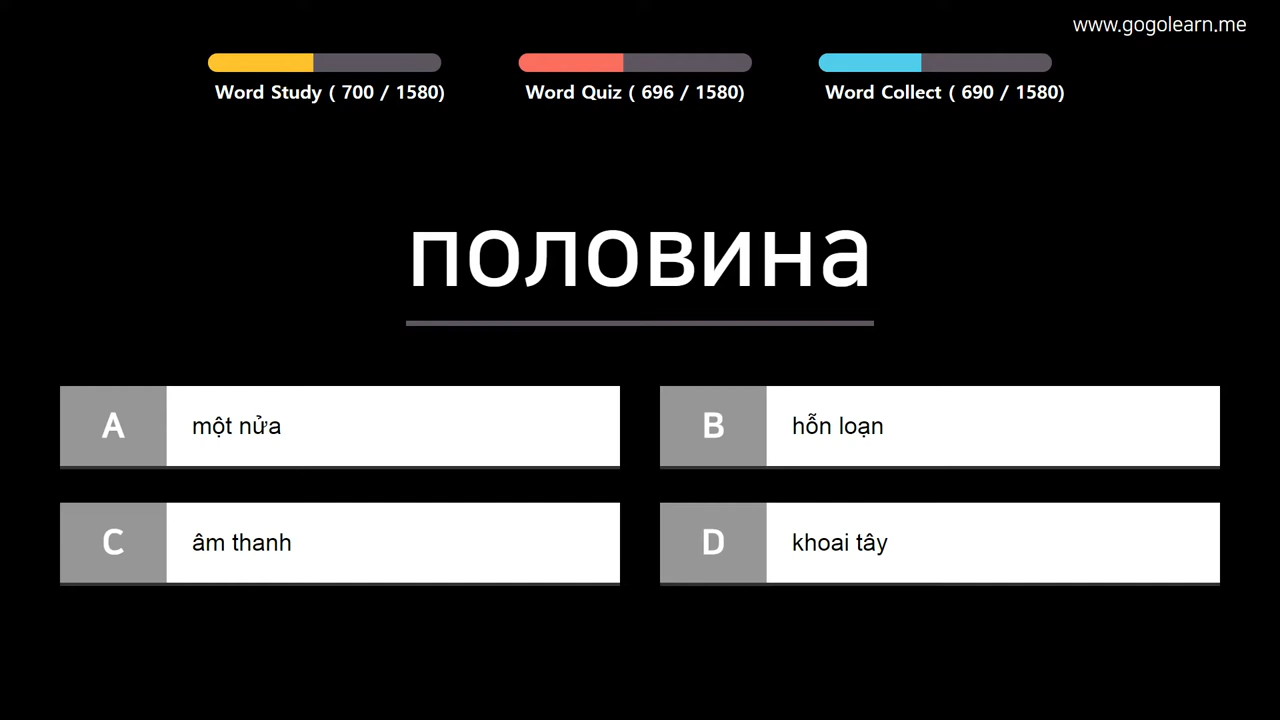 www.gogolearn.me
Word Study ( 700 / 1580)
Word Quiz ( 696 / 1580)
Word Collect ( 690 / 1580)
половина
A một nửa
B hỗn loạn
C âm thanh
D khoai tây